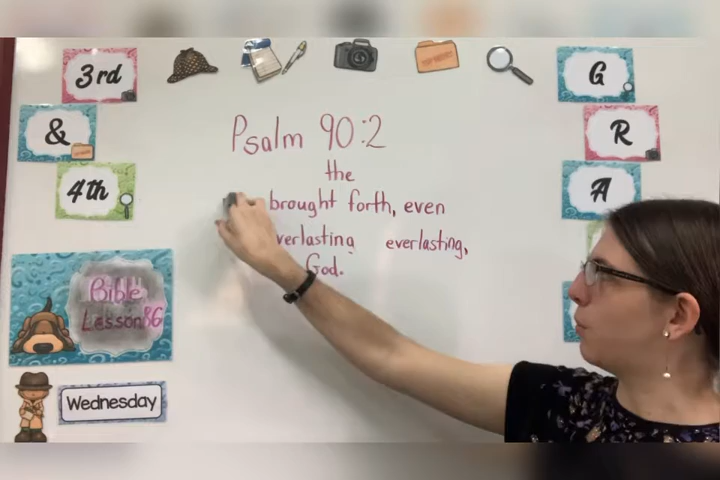 3rd
&
4th
Psalm 90:2
the
brought forth, even
verlasting everlasting,
God.
Bible
Lesson 86
Wednesday
G
R
A